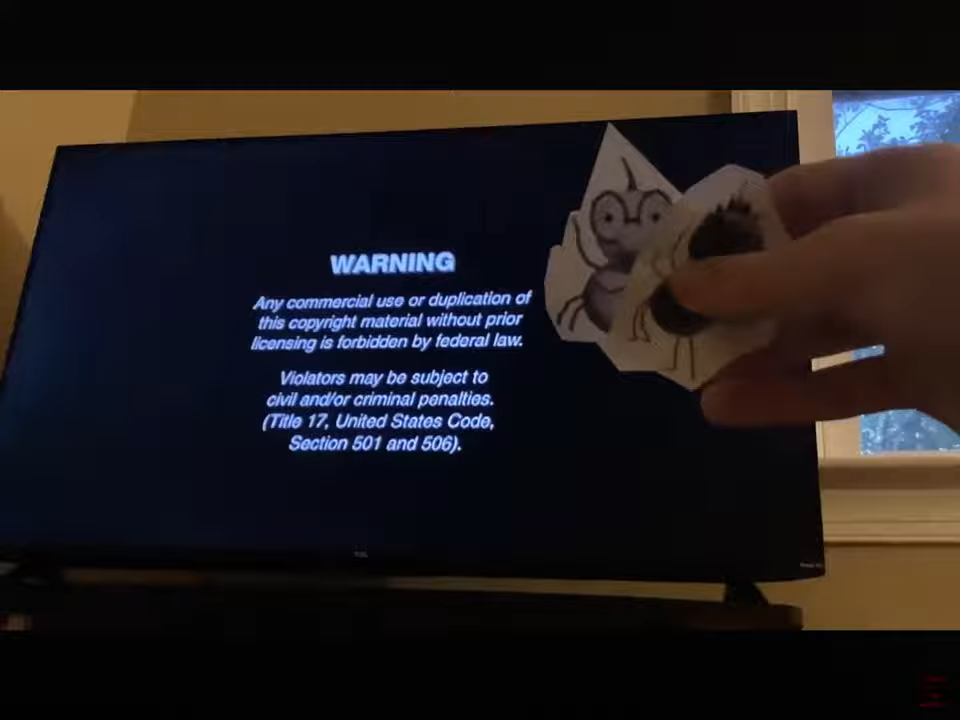 WARNING
Any commercial use or duplication of
this copyright material without prior
licensing is forbidden by federal law.
Violators may be subject to
civil and/or criminal penalties.
(Title 17, United States Code,
Section 501 and 506).
TCL